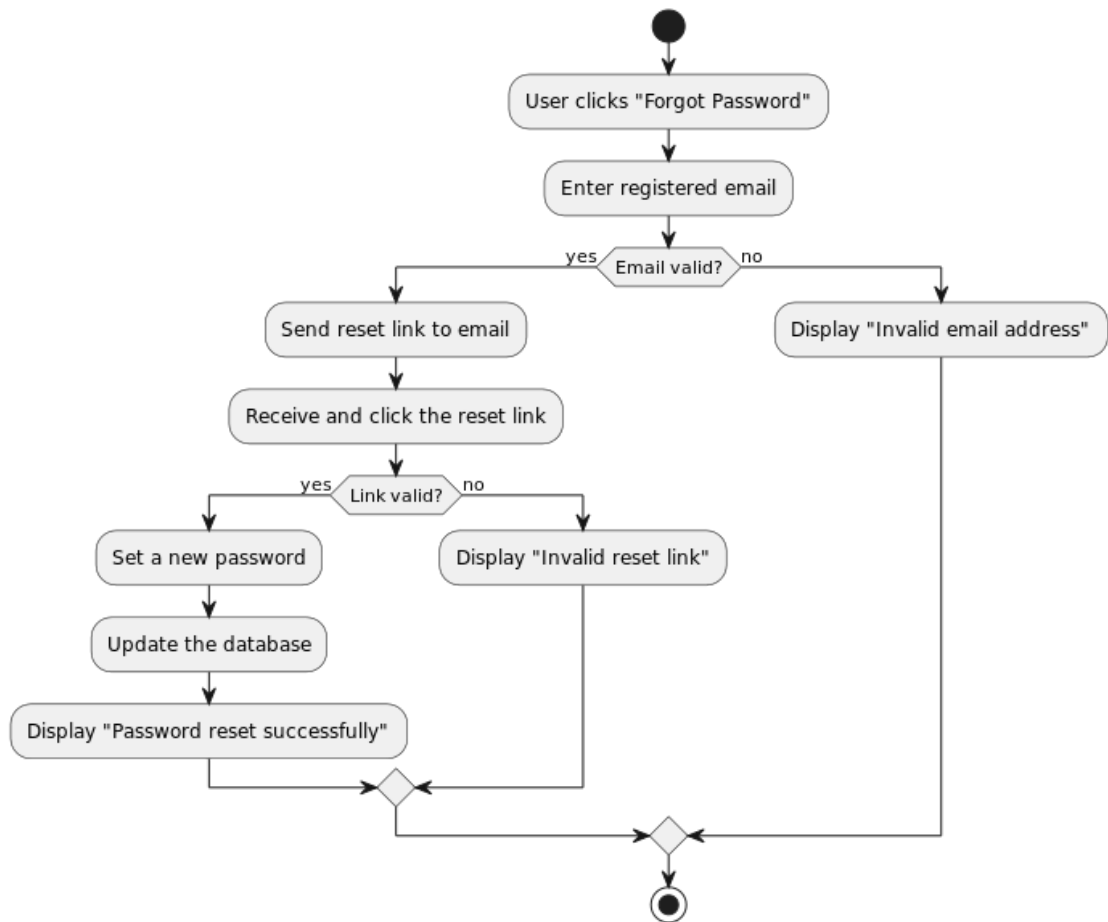 User clicks "Forgot Password"
Enter registered email
yes
Email valid?
no
Send reset link to email
Display "Invalid email address"
Receive and click the reset link
yes
Link valid?
no
Set a new password
Display "Invalid reset link"
Update the database
Display "Password reset successfully"